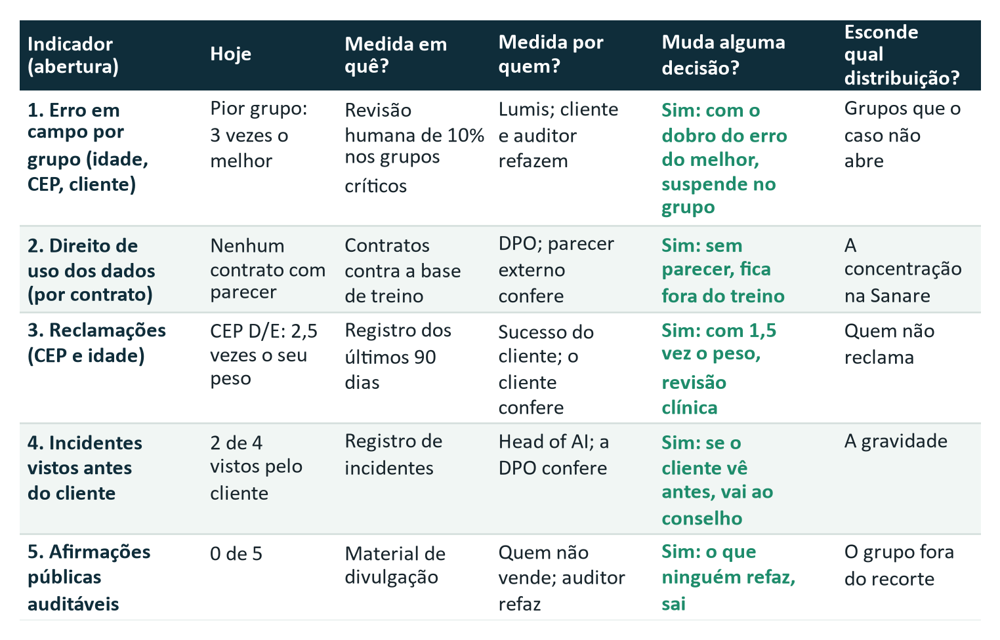 Indicador
(abertura)
Hoje
Medida em
quê?
Medida por
quem?
Muda alguma
decisão?
Esconde
qual
distribuição?
1. Erro em
campo por
grupo (idade,
CEP, cliente)
Pior grupo:
3 vezes o
melhor
Revisão
humana de 10%
nos grupos
críticos
Lumis; cliente
e auditor
refazem
Sim: com o
dobro do erro
do melhor,
suspende no
grupo
Grupos que o
caso não
abre
2. Direito de
uso dos dados
(por contrato)
Nenhum
contrato com
parecer
Contratos
contra a base
de treino
DPO; parecer
externo
confere
Sim: sem
parecer, fica
fora do treino
A
concentração
na Sanare
3. Reclamações
(CEP e idade)
CEP D/E: 2,5
vezes o seu
peso
Registro dos
últimos 90
dias
Sucesso do
cliente; o
cliente
confere
Sim: com 1,5
vez o peso,
revisão
clínica
Quem não
reclama
4. Incidentes
vistos antes
do cliente
2 de 4
vistos pelo
cliente
Registro de
incidentes
Head of AI; a
DPO confere
Sim: se o
cliente vê
antes, vai ao
conselho
A gravidade
5. Afirmações
públicas
auditáveis
0 de 5
Material de
divulgação
Quem não
vende; auditor
refaz
Sim: o que
ninguém refaz,
sai
O grupo fora
do recorte